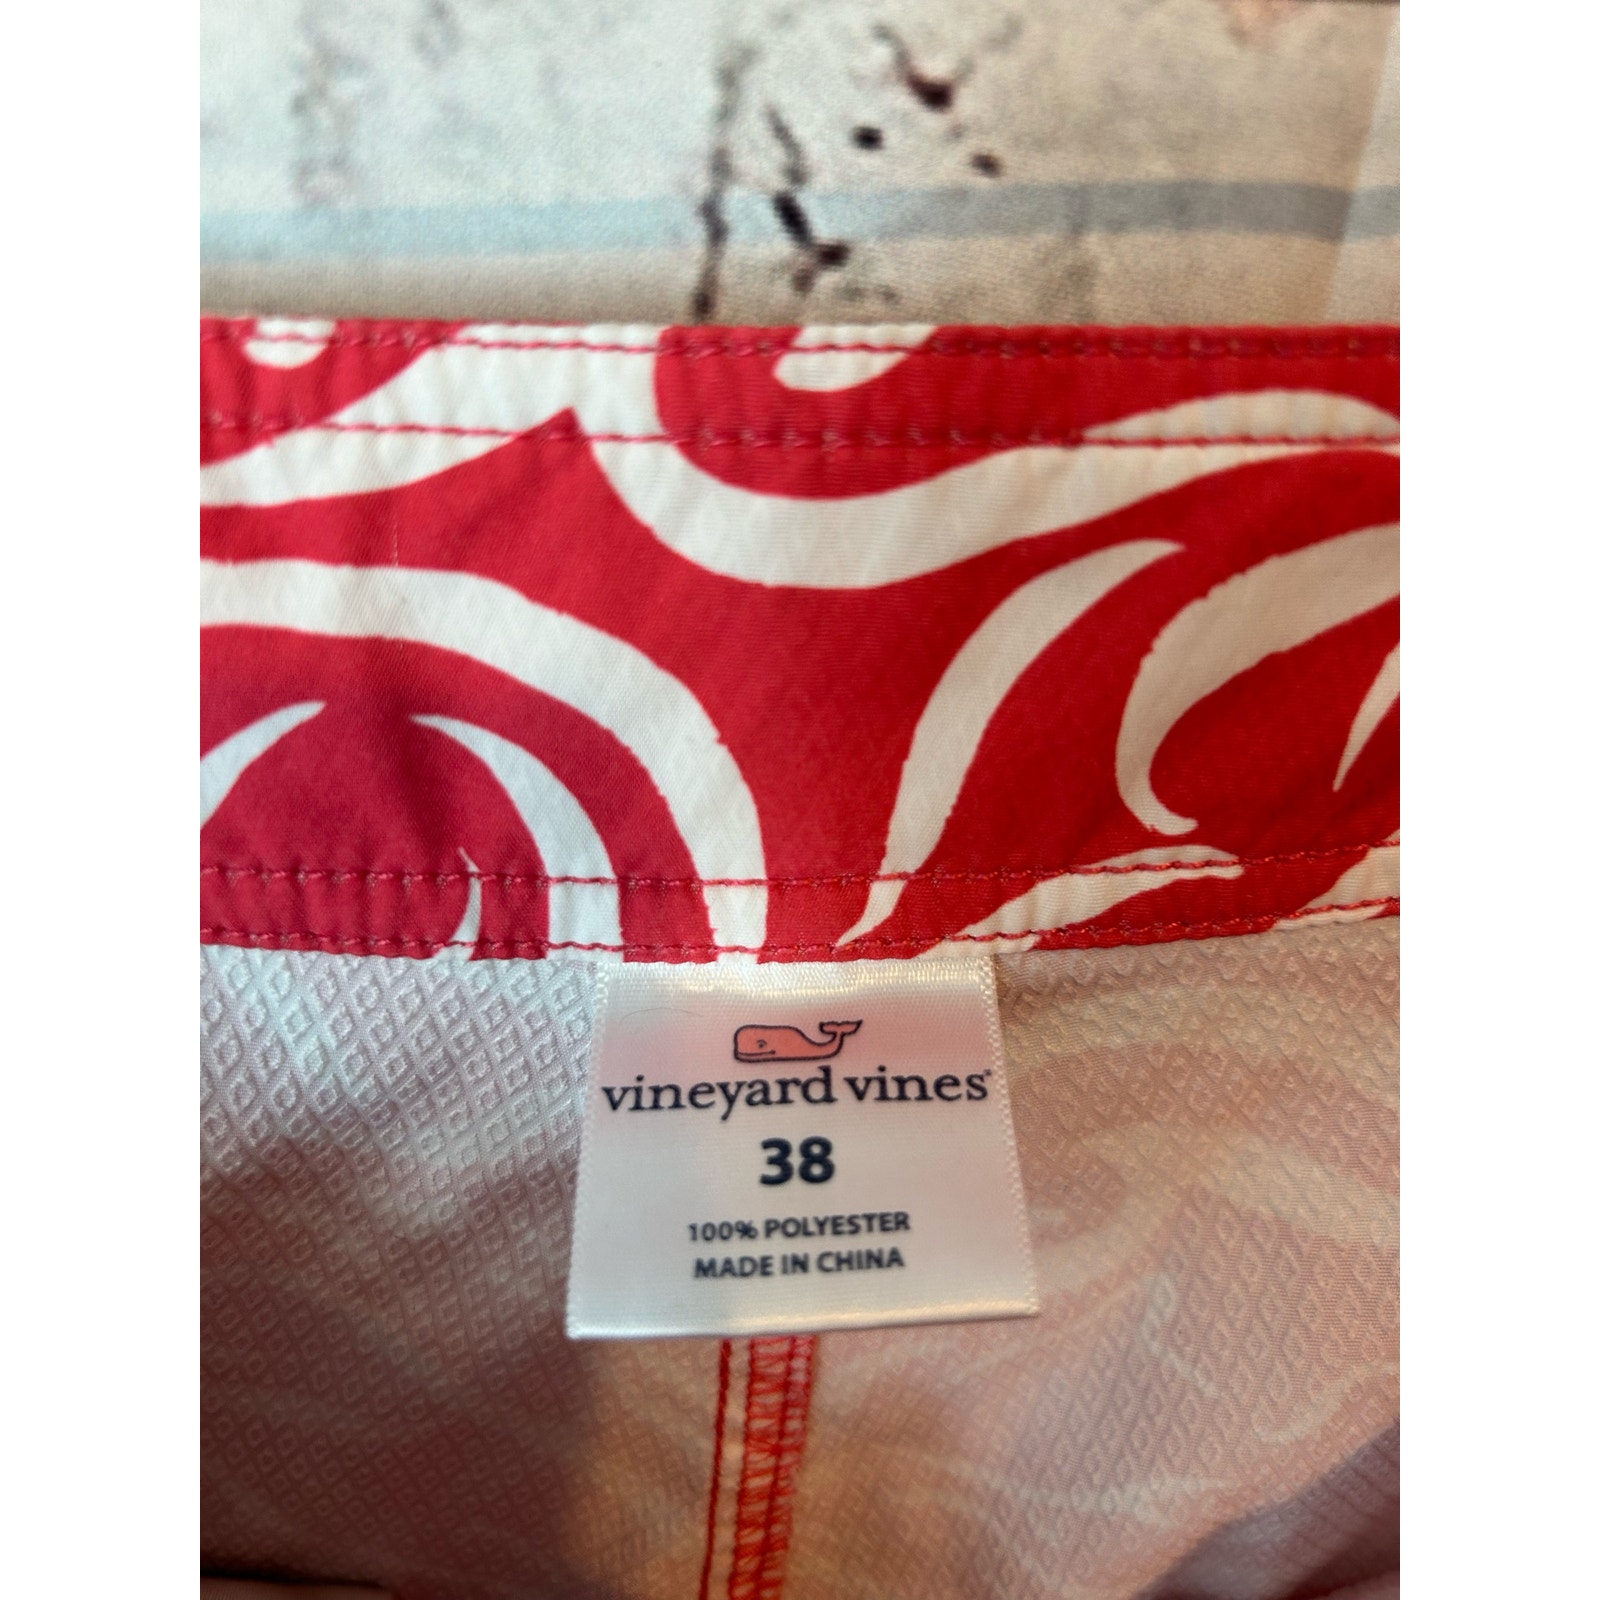 vineyard vines®
38
100% POLYESTER
MADE IN CHINA